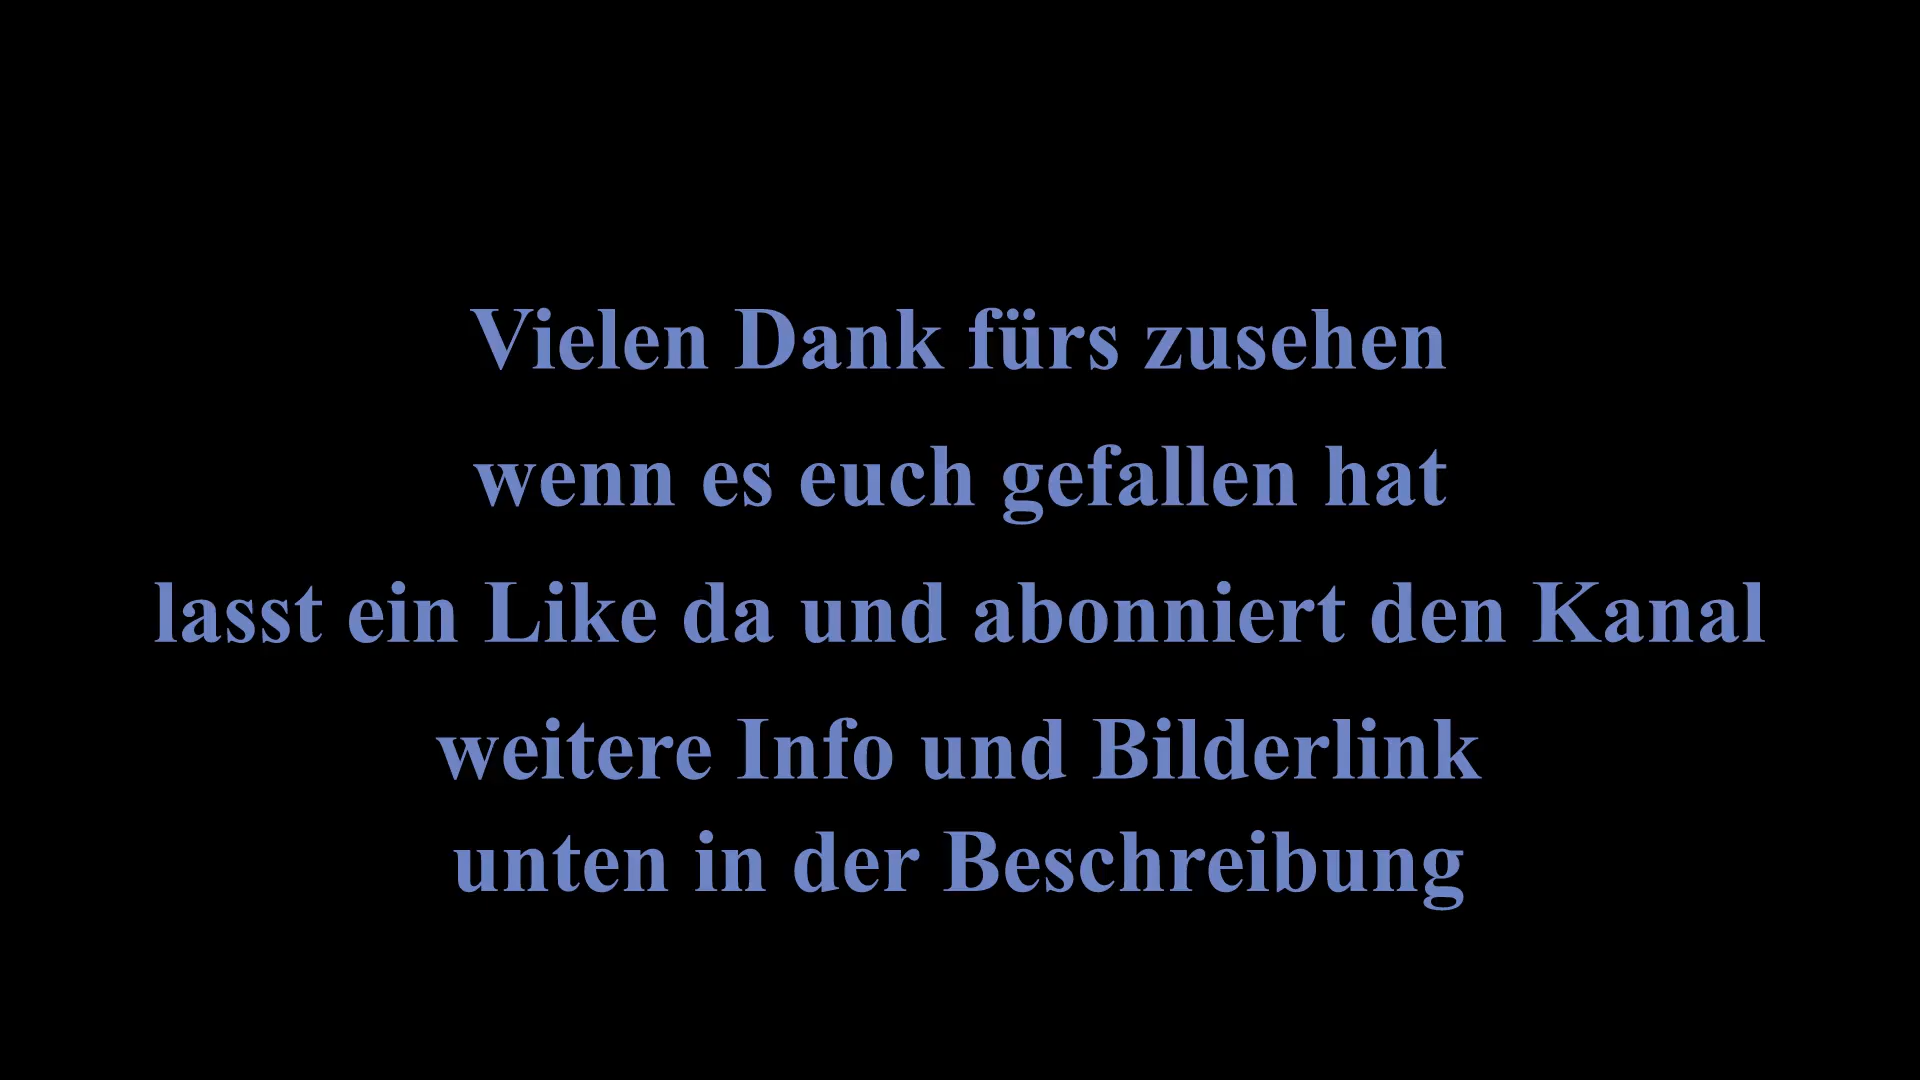 Vielen Dank fürs zusehen
wenn es euch gefallen hat
lasst ein Like da und abonniert den Kanal
weitere Info und Bilderlink
unten in der Beschreibung